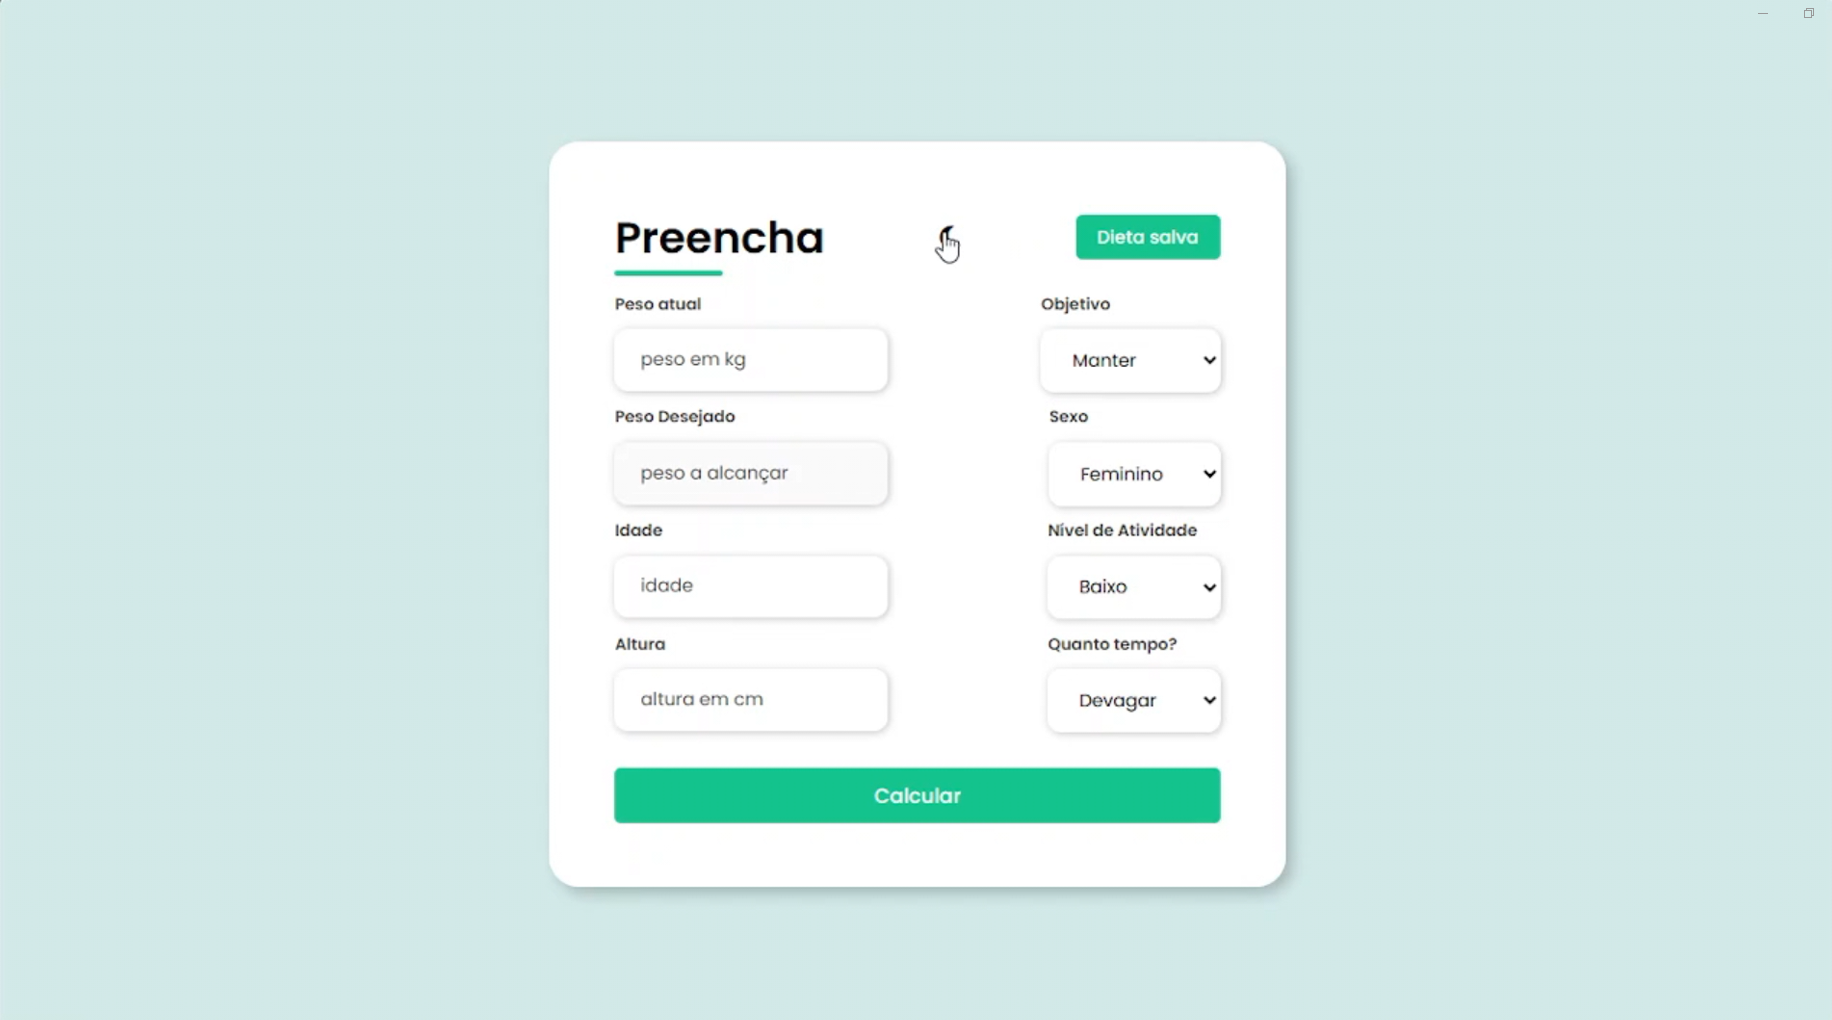 Preencha
Dieta salva
Peso atual
Objetivo
peso em kg
Manter
Peso Desejado
Sexo
peso a alcançar
Feminino
Idade
Nível de Atividade
idade
Baixo
Altura
Quanto tempo?
altura em cm
Devagar
Calcular